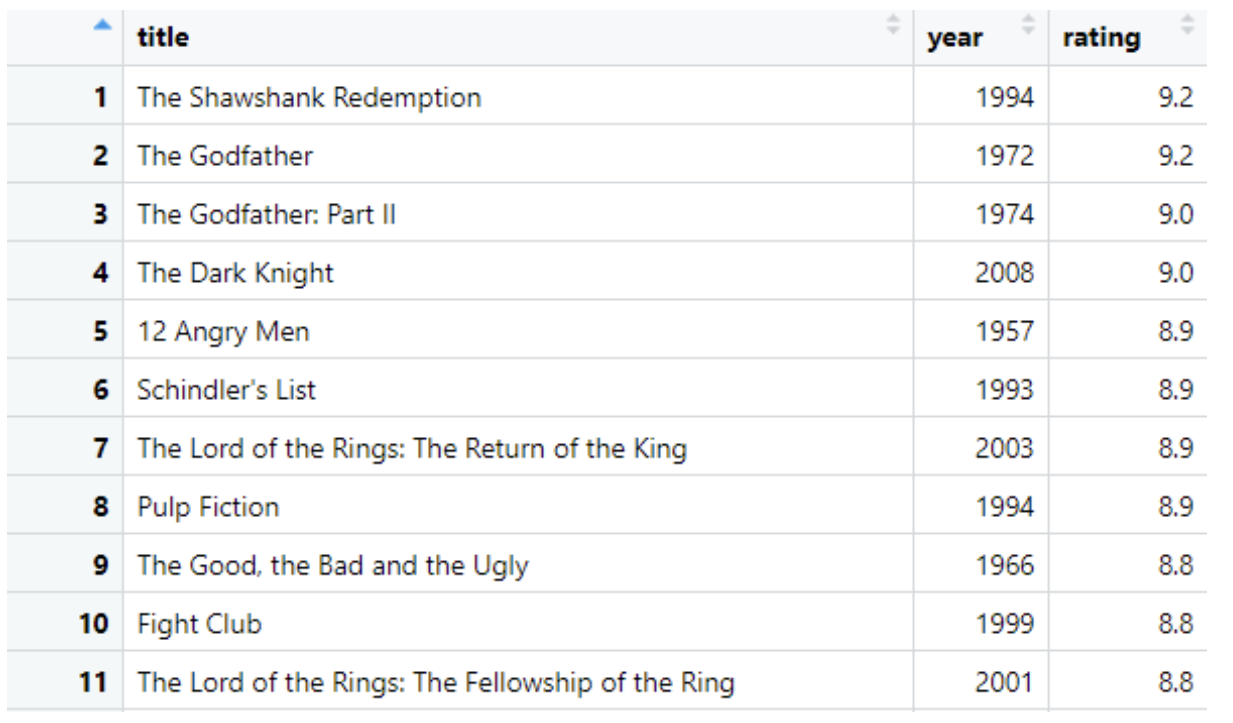 title year rating
1 The Shawshank Redemption 1994 9.2
2 The Godfather 1972 9.2
3 The Godfather: Part II 1974 9.0
4 The Dark Knight 2008 9.0
5 12 Angry Men 1957 8.9
6 Schindler's List 1993 8.9
7 The Lord of the Rings: The Return of the King 2003 8.9
8 Pulp Fiction 1994 8.9
9 The Good, the Bad and the Ugly 1966 8.8
10 Fight Club 1999 8.8
11 The Lord of the Rings: The Fellowship of the Ring 2001 8.8